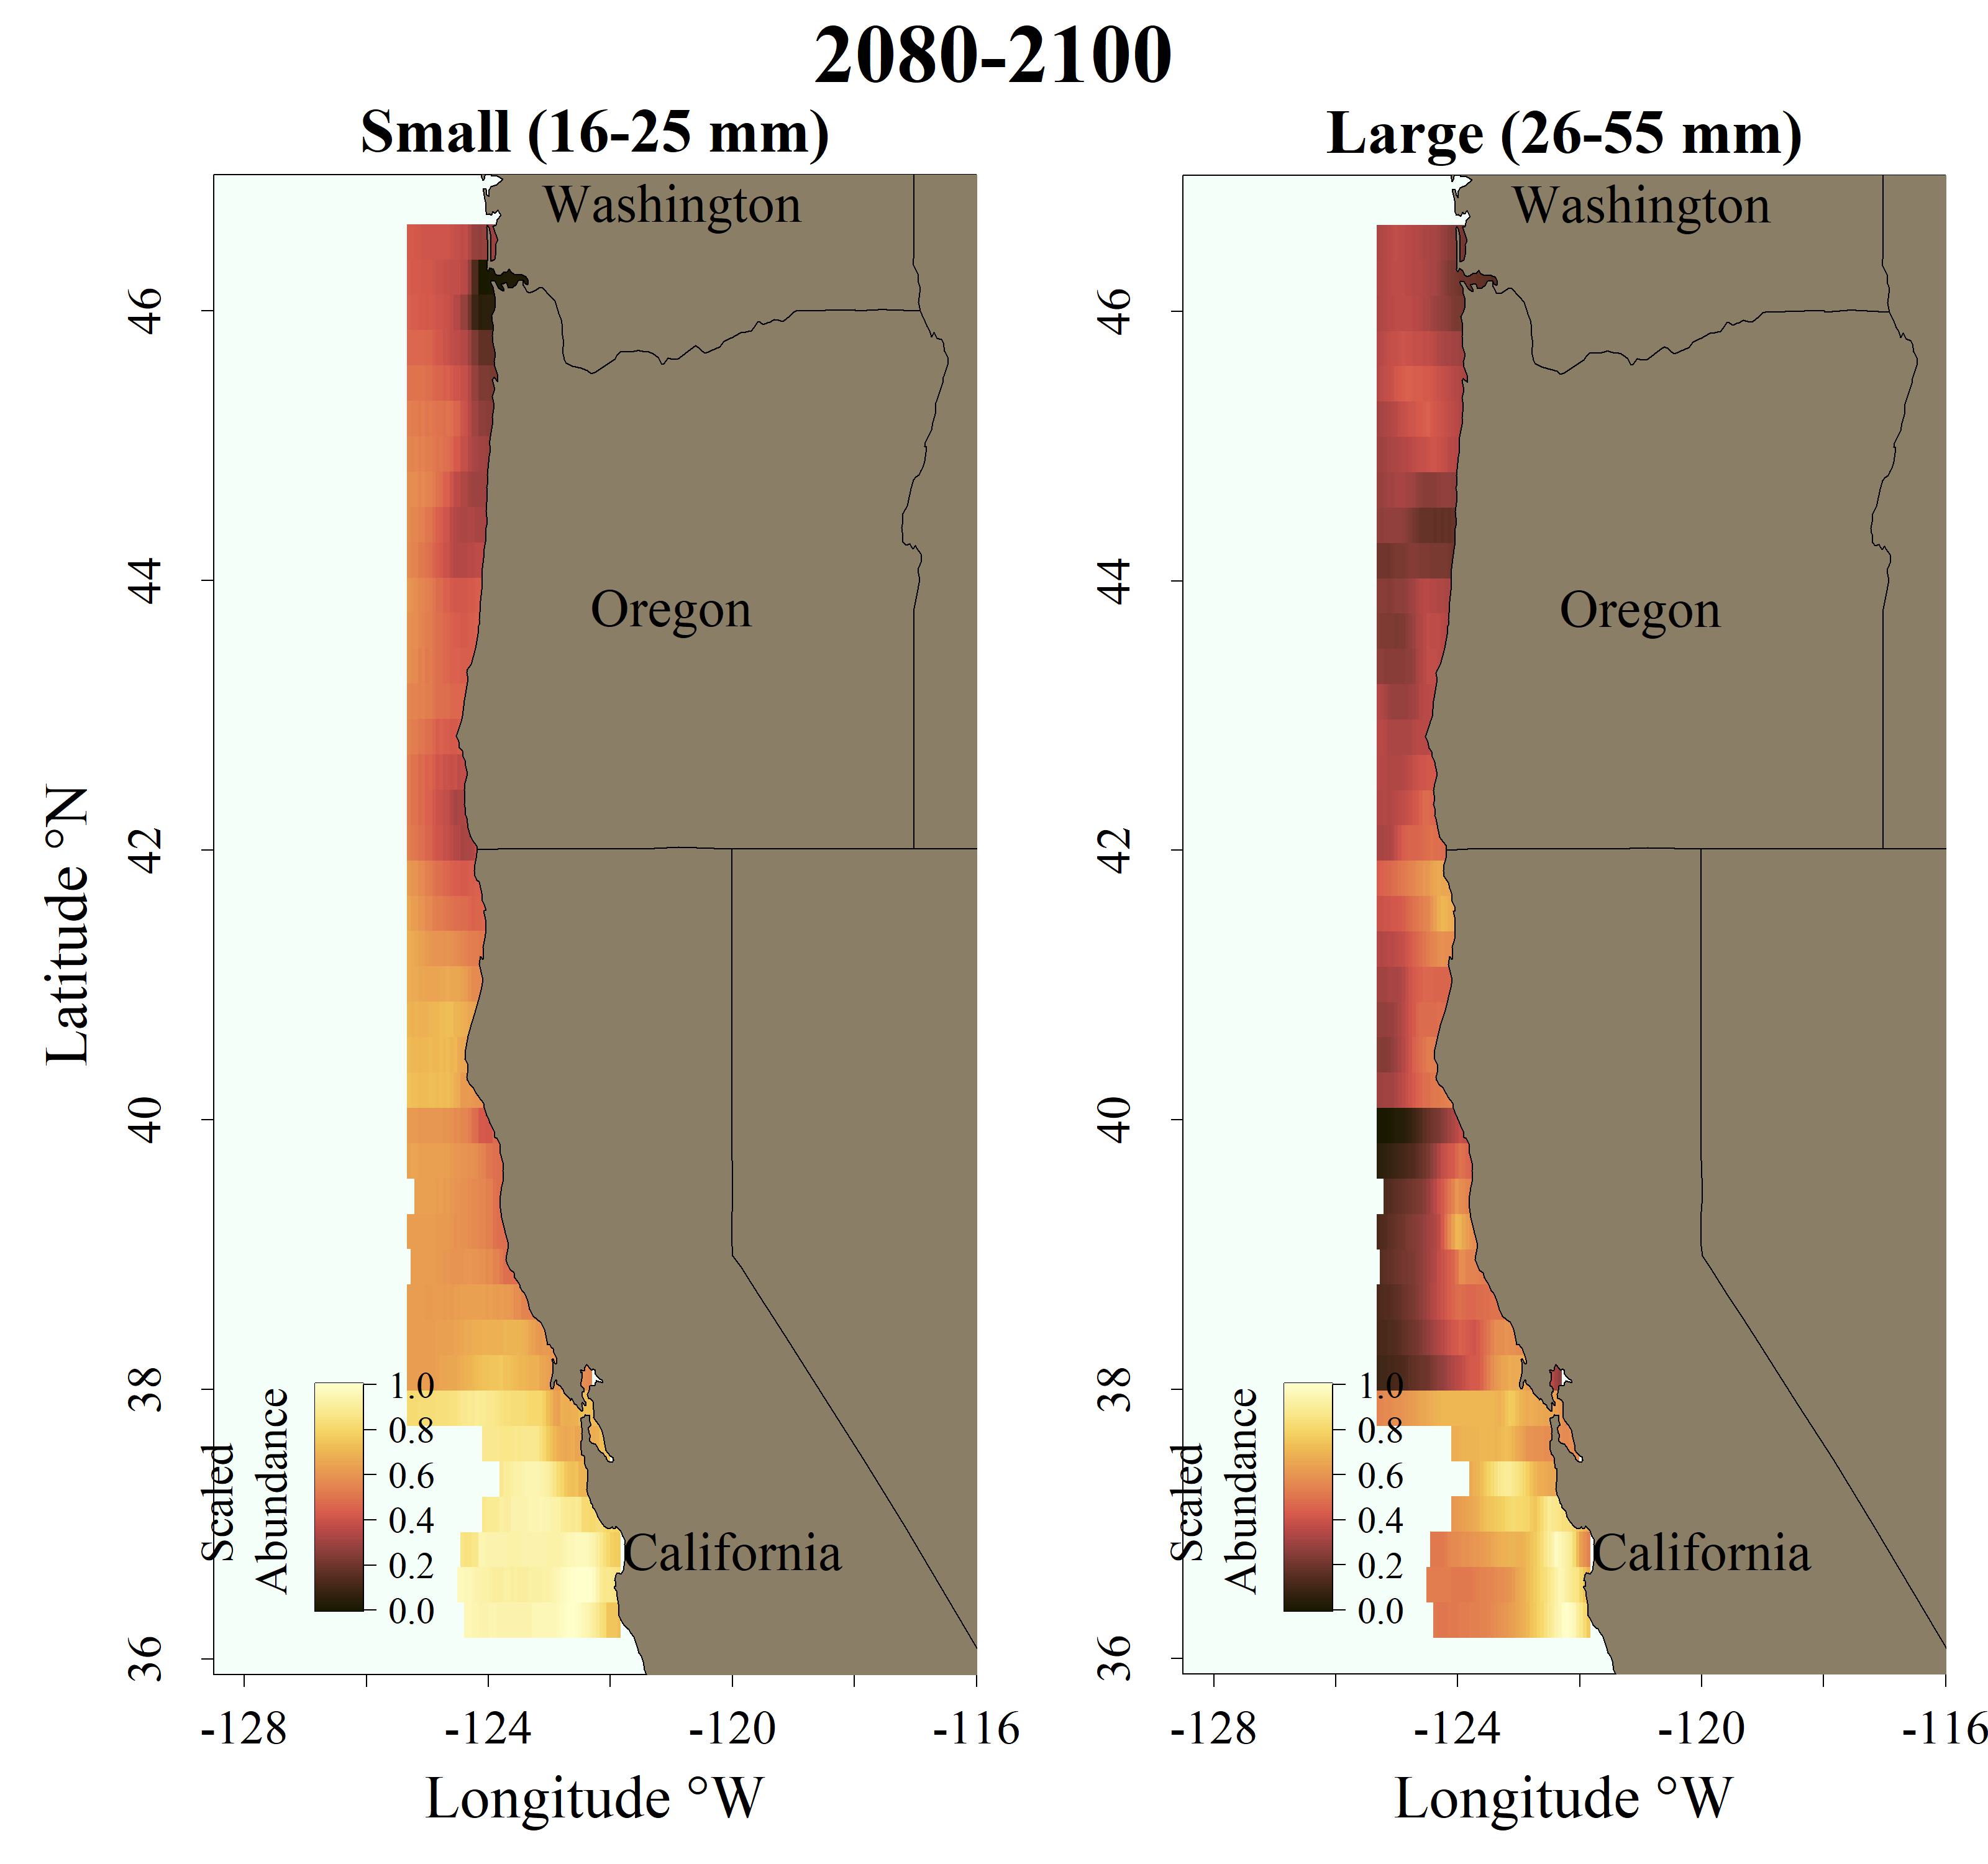 2080-2100
Small (16-25 mm)
Washington
Oregon
California
Latitude °N
46
44
42
40
38
36
Scaled
Abundance
1.0
0.8
0.6
0.4
0.2
0.0
-128
-124
-120
-116
Longitude °W
Large (26-55 mm)
Washington
Oregon
California
46
44
42
40
38
36
Scaled
Abundance
1.0
0.8
0.6
0.4
0.2
0.0
-128
-124
-120
-116
Longitude °W